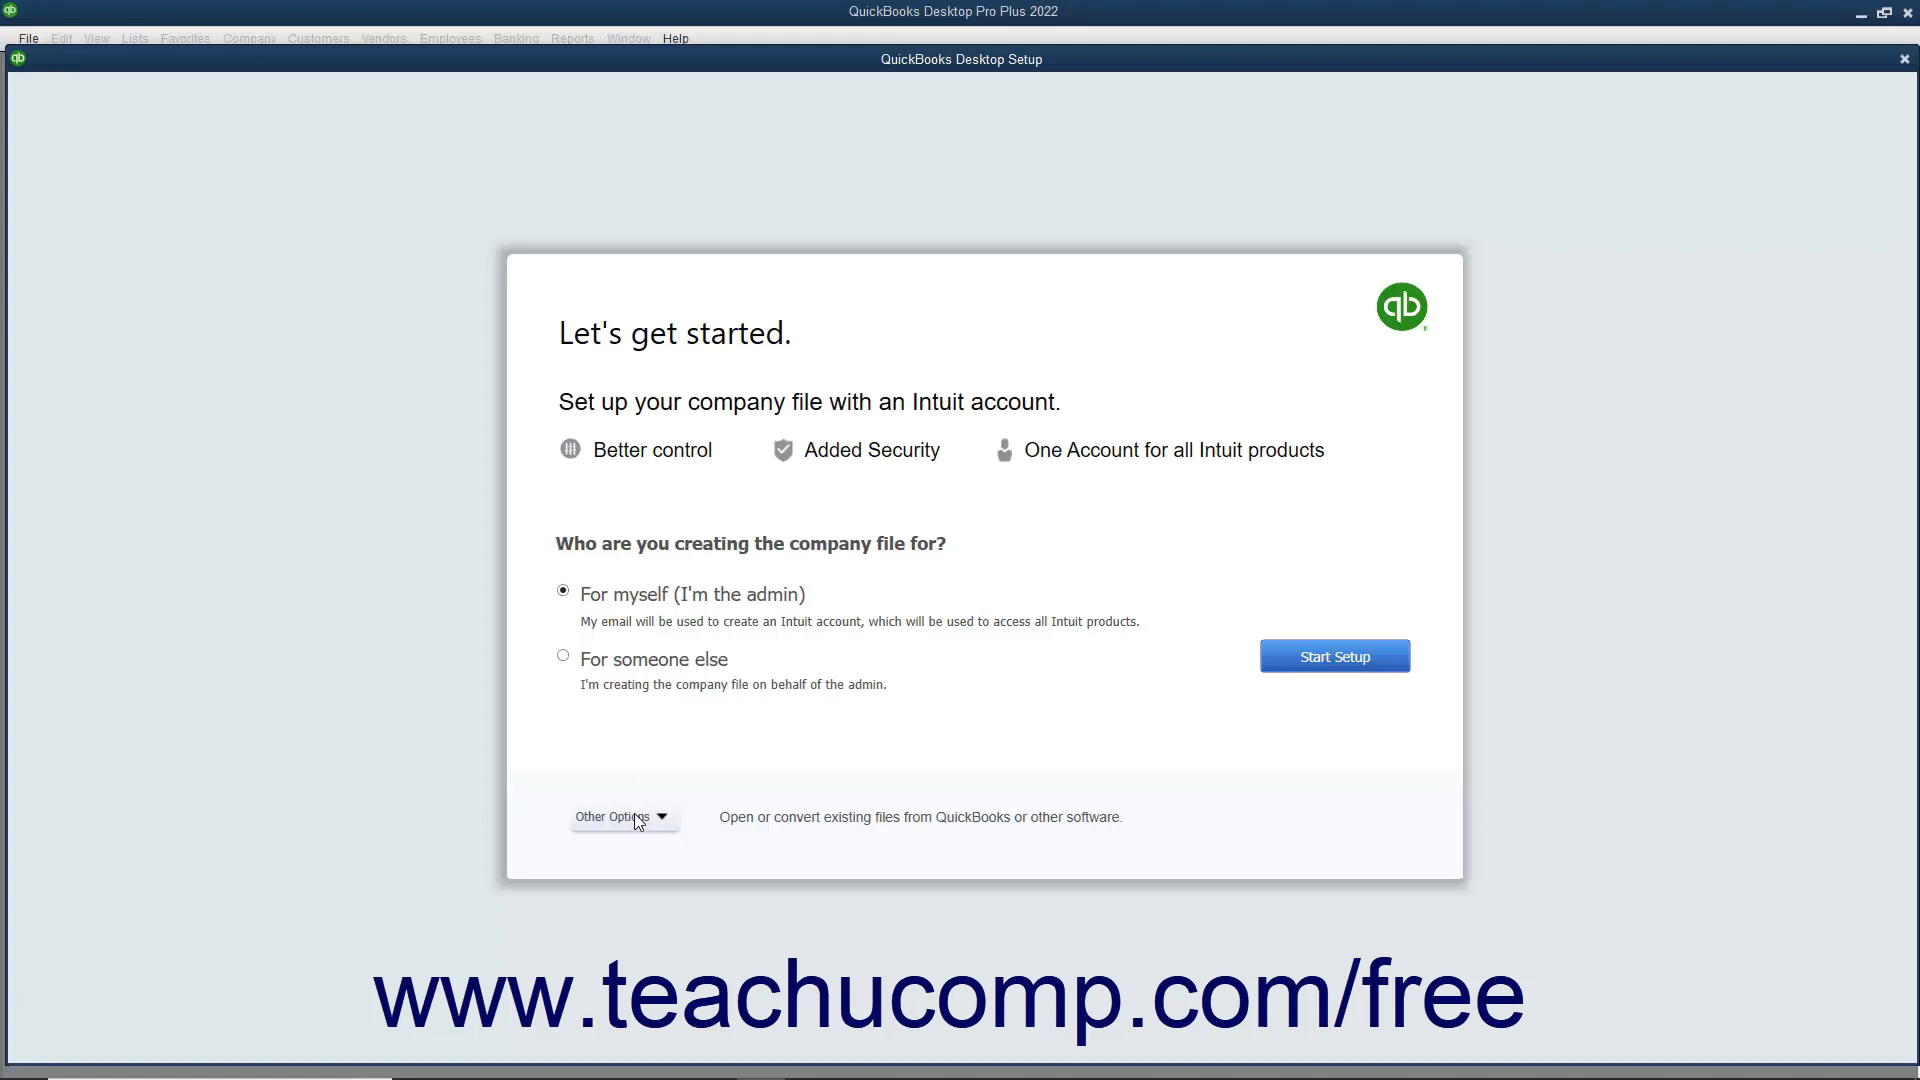 qb QuickBooks Desktop Pro Plus 2022
File Edit View Lists Favorites Company Customers Vendors Employees Banking Reports Window Help
qb QuickBooks Desktop Setup
qb
Let's get started.
Set up your company file with an Intuit account.
Better control Added Security One Account for all Intuit products
Who are you creating the company file for?
For myself (I'm the admin)
My email will be used to create an Intuit account, which will be used to access all Intuit products.
For someone else
Start Setup
I'm creating the company file on behalf of the admin.
Other Options Open or convert existing files from QuickBooks or other software.
www.teachucomp.com/free